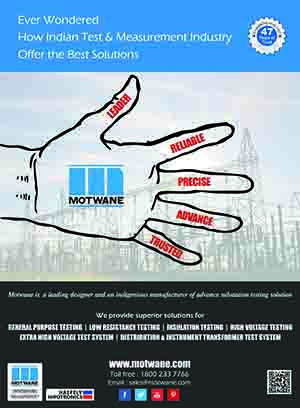 Ever Wondered
How Indian Test & Measurement Industry
Offer the Best Solutions
47
Years of
LEADER
RELIABLE
PRECISE
ADVANCE
TRUSTED
MOTWANE
Motwane is a leading designer and an indigenous manufacturer of advance substation testing solution
We provide superior solutions for
GENERAL PURPOSE TESTING | LOW RESISTANCE TESTING | INSULATION TESTING | HIGH VOLTAGE TESTING
EXTRA HIGH VOLTAGE TEST SYSTEM | DISTRIBUTION & INSTRUMENT TRANSFORMER TEST SYSTEM
www.motwane.com
Toll free : 1800 233 7766
Email : sales@motwane.com
MOTWANE
HAEFELY
HIPOTRONICS